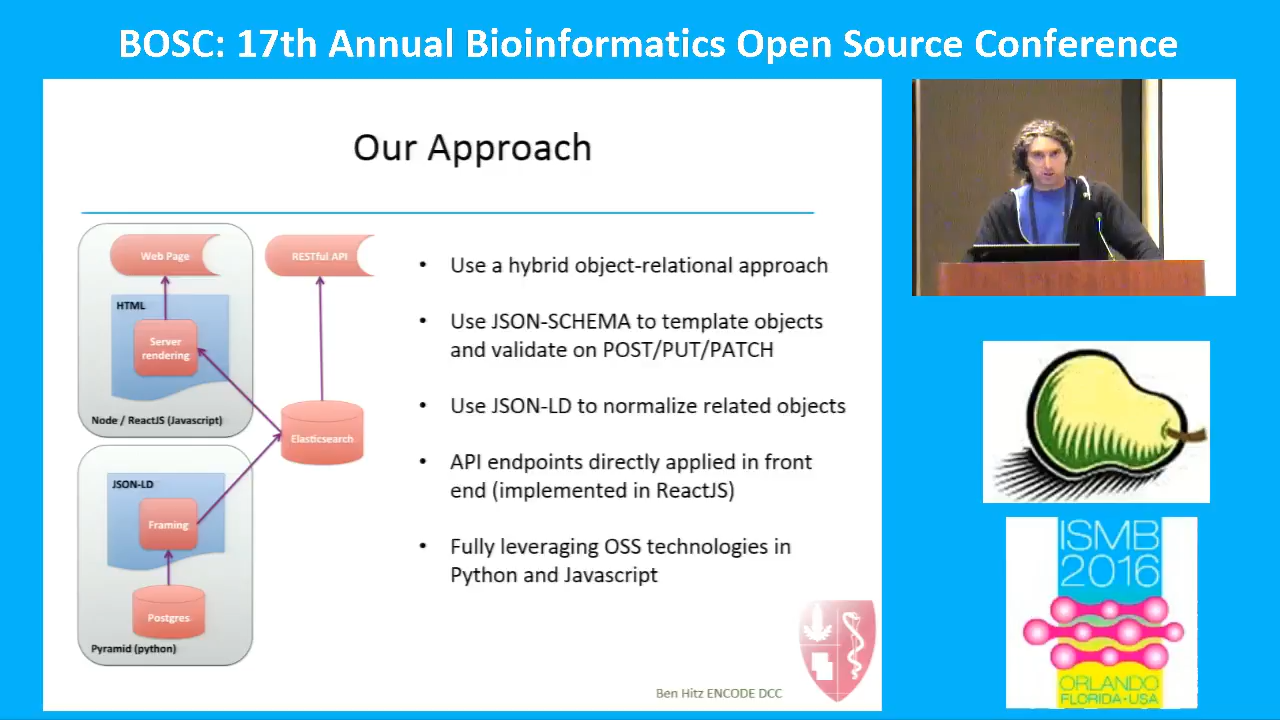 BOSC: 17th Annual Bioinformatics Open Source Conference
Our Approach
Web Page
RESTful API
HTML
Server
rendering
Node / ReactJS (Javascript)
Elasticsearch
JSON-LD
Framing
Postgres
Pyramid (python)
• Use a hybrid object-relational approach
• Use JSON-SCHEMA to template objects
and validate on POST/PUT/PATCH
• Use JSON-LD to normalize related objects
• API endpoints directly applied in front
end (implemented in ReactJS)
• Fully leveraging OSS technologies in
Python and Javascript
Ben Hitz ENCODE DCC
ISMB
2016
ORLANDO
FLORIDA·USA